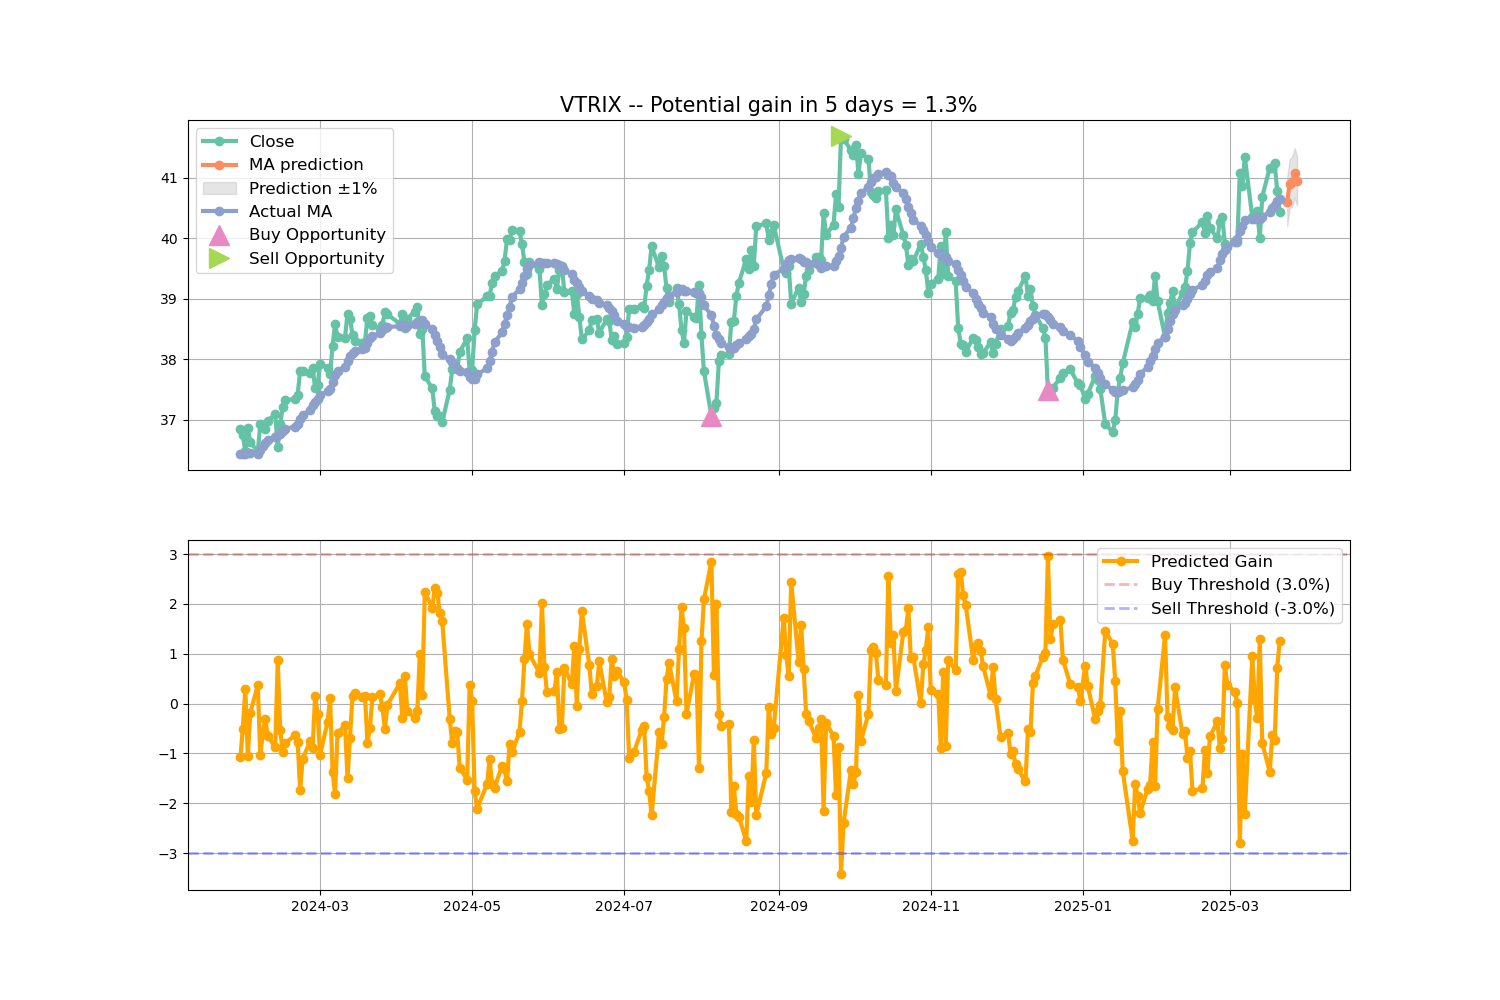 VTRIX -- Potential gain in 5 days = 1.3%
Close
MA prediction
Prediction ±1%
Actual MA
Buy Opportunity
Sell Opportunity
41
40
39
38
37
3
2
1
0
−1
−2
−3
Predicted Gain
Buy Threshold (3.0%)
Sell Threshold (-3.0%)
2024-03
2024-05
2024-07
2024-09
2024-11
2025-01
2025-03